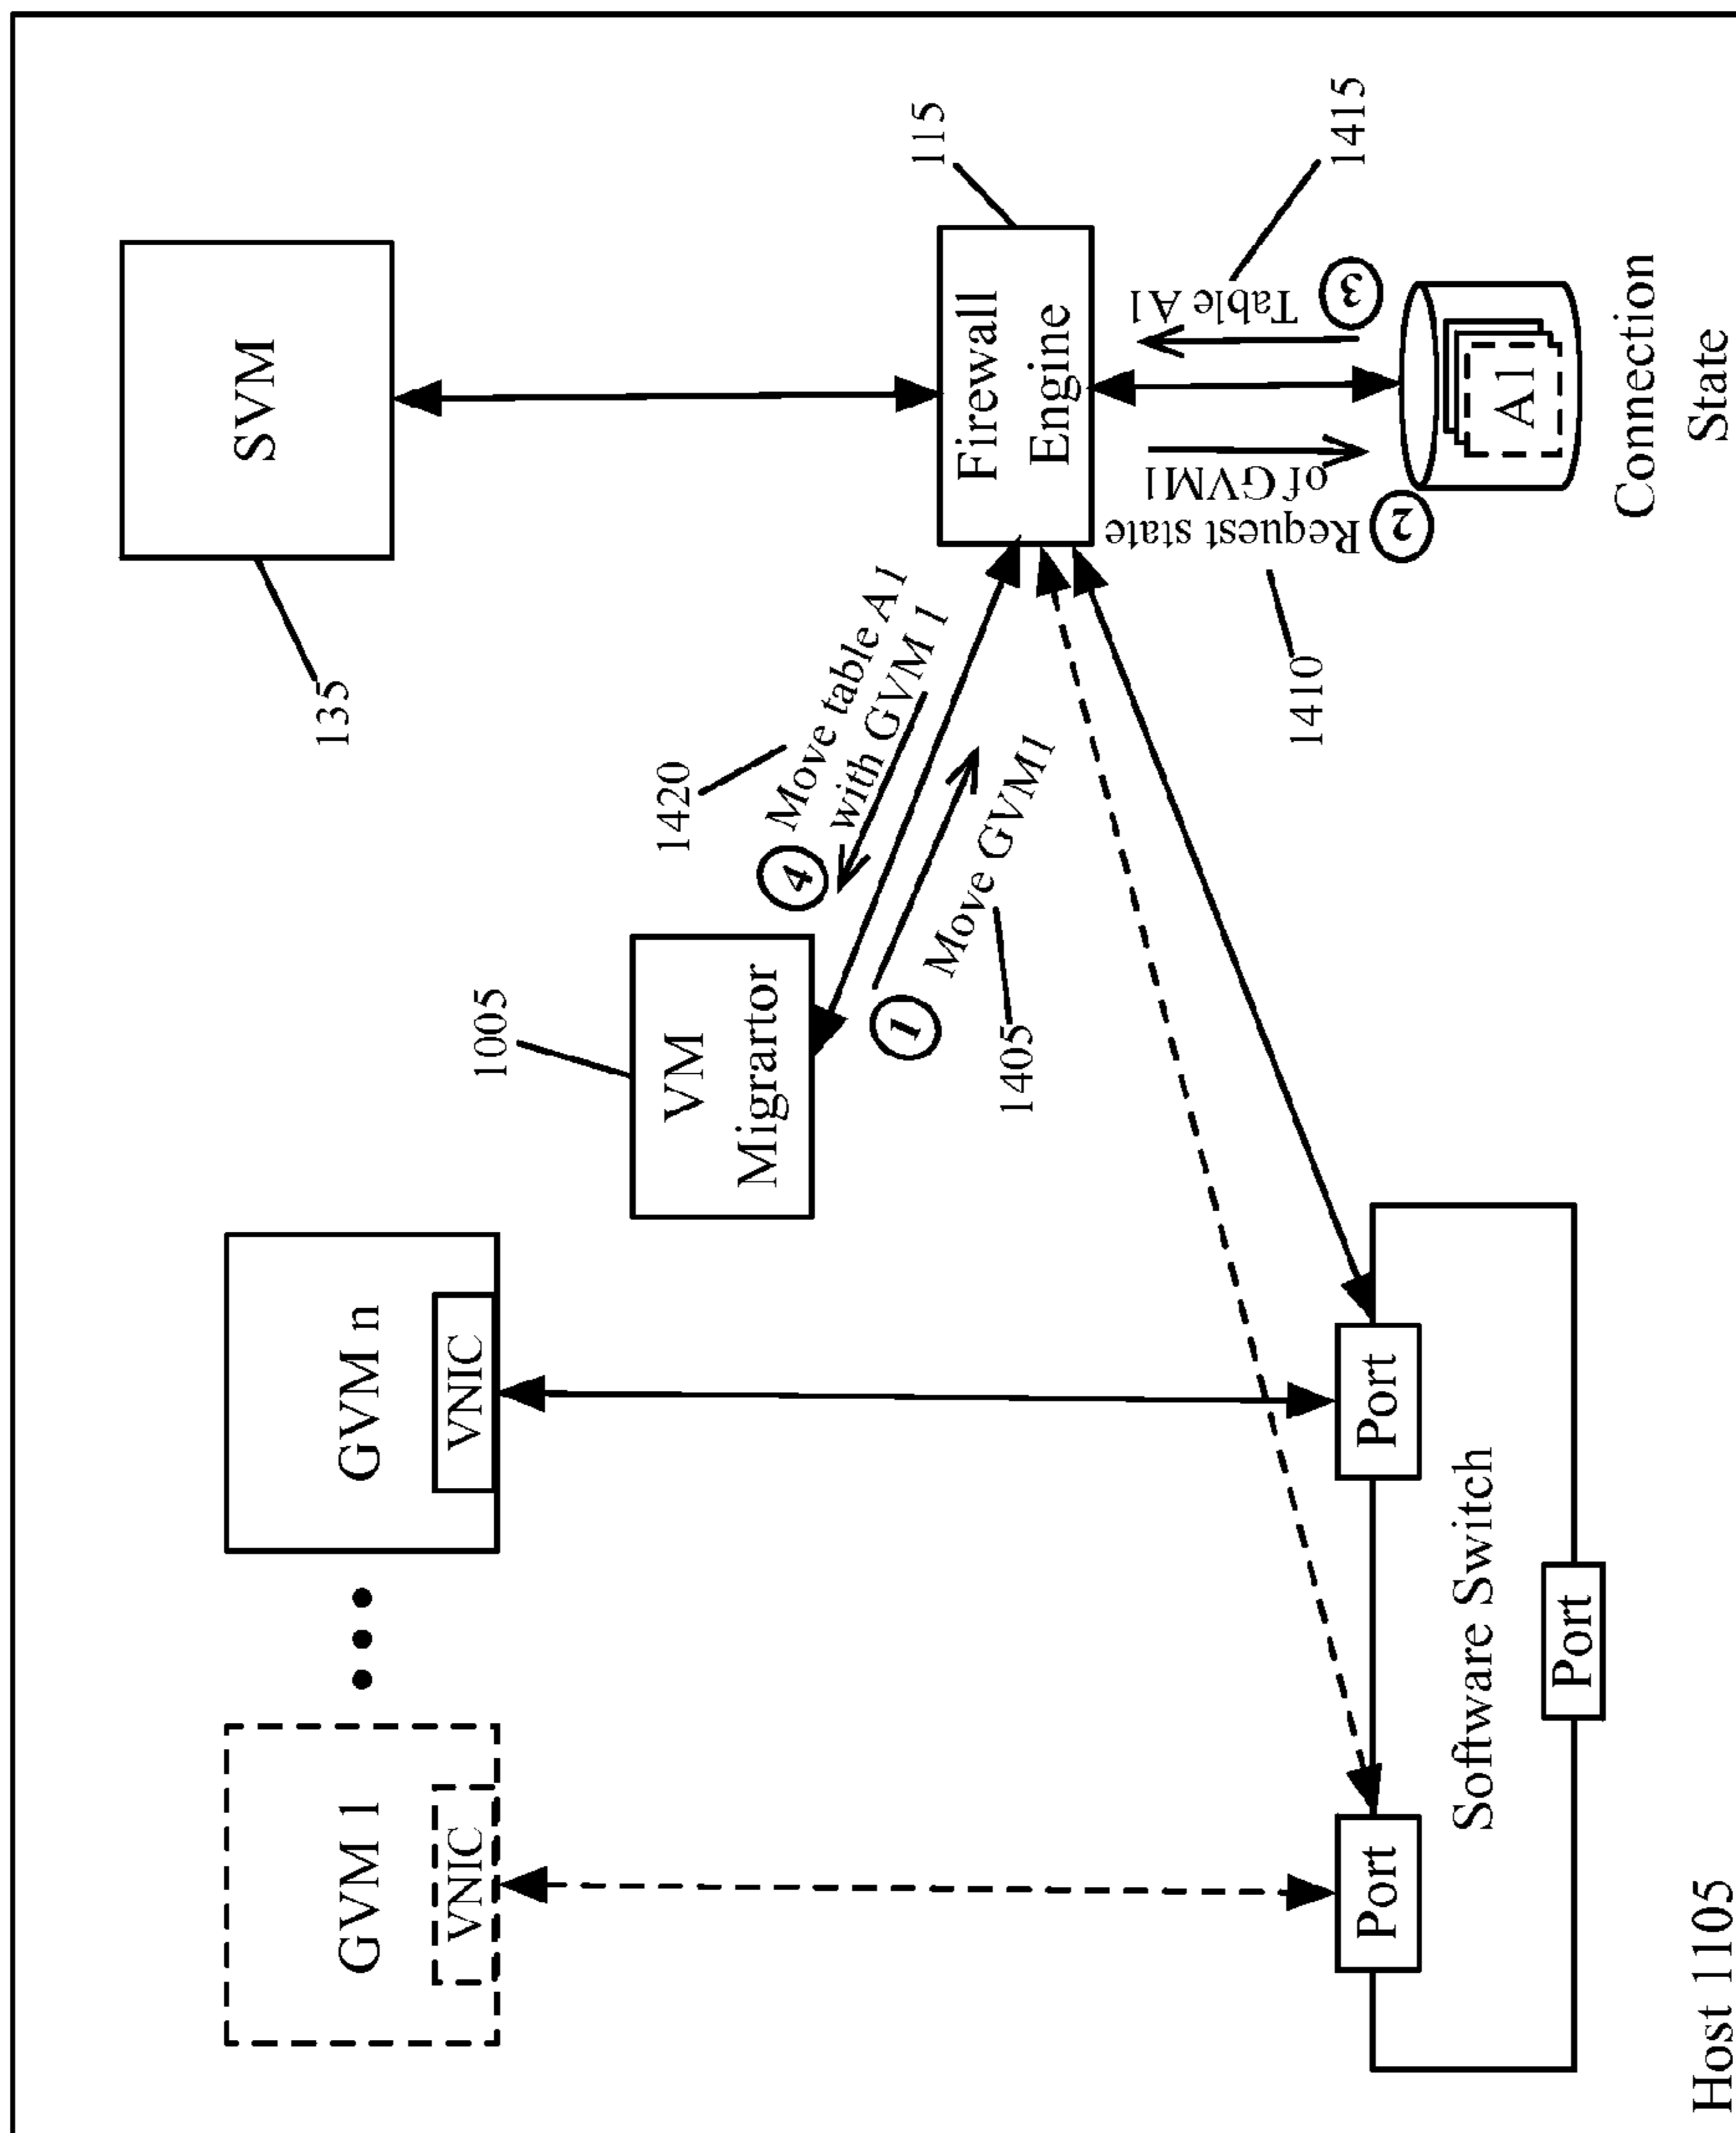 SVM
135
GVM 1
VNIC
GVM n
VNIC
1005
VM
Migrartor
1420
④ Move table A1
with GVM 1
① Move GVM1
1405
Firewall
Engine
115
② Request state
of GVM1
1410
③ Table A1
1415
A1
Connection
State
Port
Port
Software Switch
Port
Host 1105